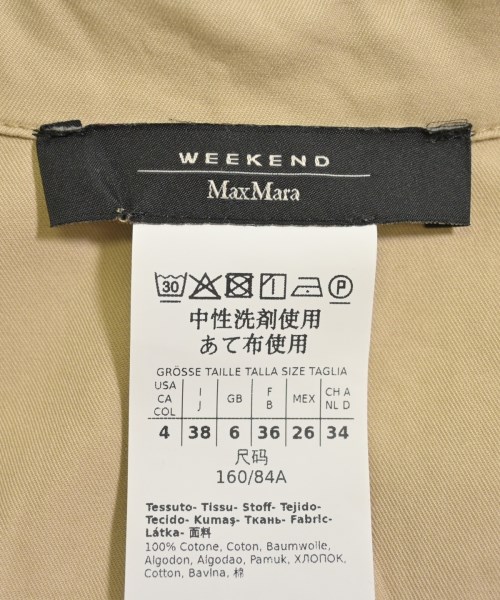 WEEKEND
MaxMara
30 P
中性洗剤使用
あて布使用
GRÖSSE TAILLE TALLA SIZE TAGLIA
USA CA COL I J GB F B MEX CH A NL D
4 38 6 36 26 34
尺码
160/84A
Tessuto- Tissu- Stoff- Tejido-
Tecido- Kumaş- Ткань- Fabric-
Látka- 面料
100% Cotone, Coton, Baumwolle,
Algodon, Algodao, Pamuk, ХЛОПОК,
Cotton, Bavlna, 棉